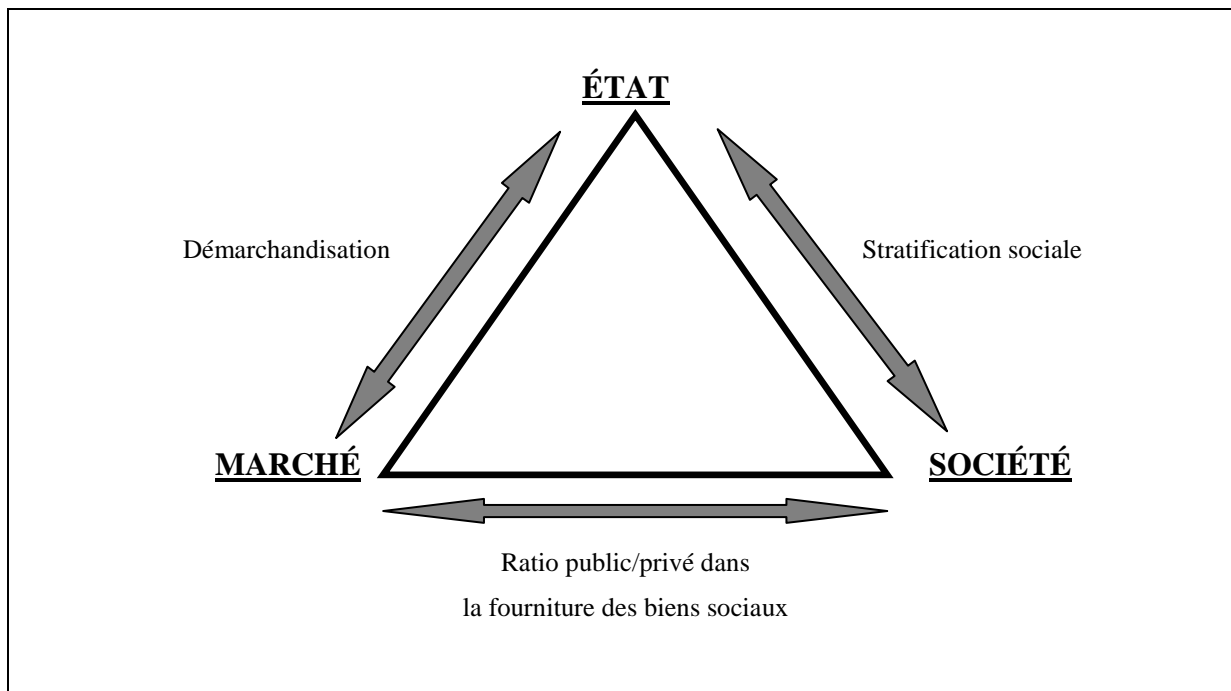 ÉTAT
Démarchandisation
Stratification sociale
MARCHÉ
SOCIÉTÉ
Ratio public/privé dans
la fourniture des biens sociaux